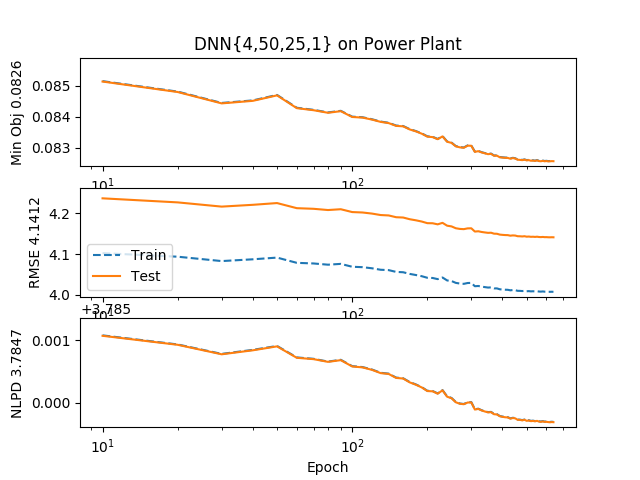 DNN{4,50,25,1} on Power Plant
Min Obj 0.0826
0.085
0.084
0.083
10¹
10²
RMSE 4.1412
4.2
4.1
4.0
Train
Test
10¹
10²
+3.785
NLPD 3.7847
0.001
0.000
10¹
10²
Epoch